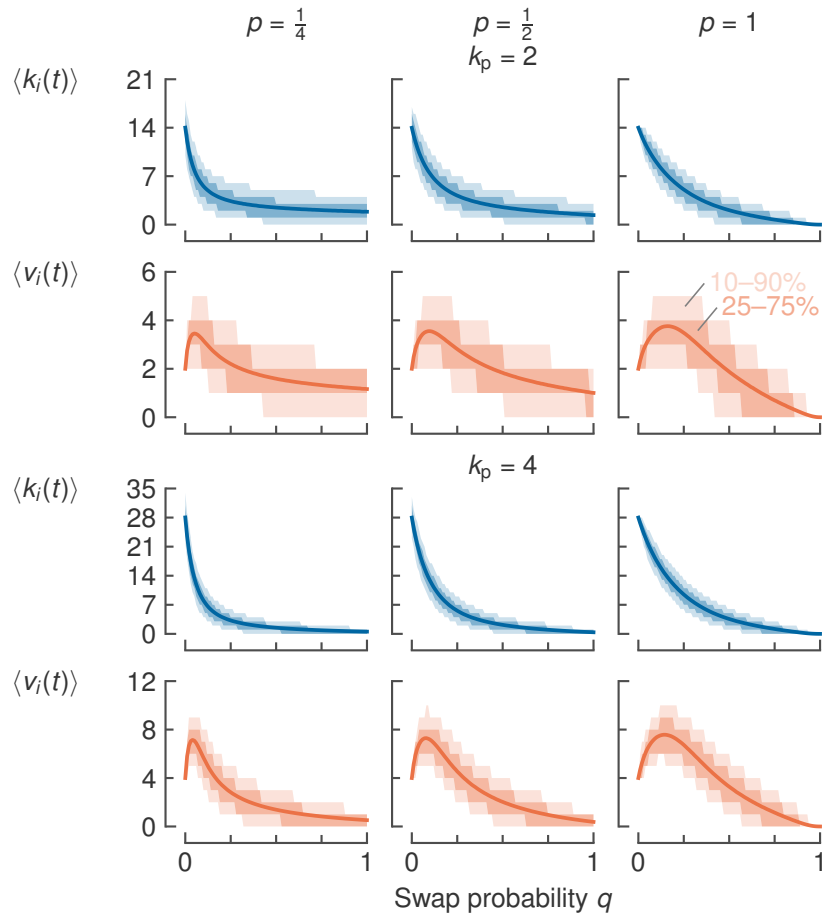 p = 1/4 p = 1/2 p = 1
k_p = 2
⟨k_i(t)⟩
21
14
7
0
⟨v_i(t)⟩
6
4
2
0
10–90%
25–75%
k_p = 4
⟨k_i(t)⟩
35
28
21
14
7
0
⟨v_i(t)⟩
12
8
4
0
0 1 0 1 0 1
Swap probability q